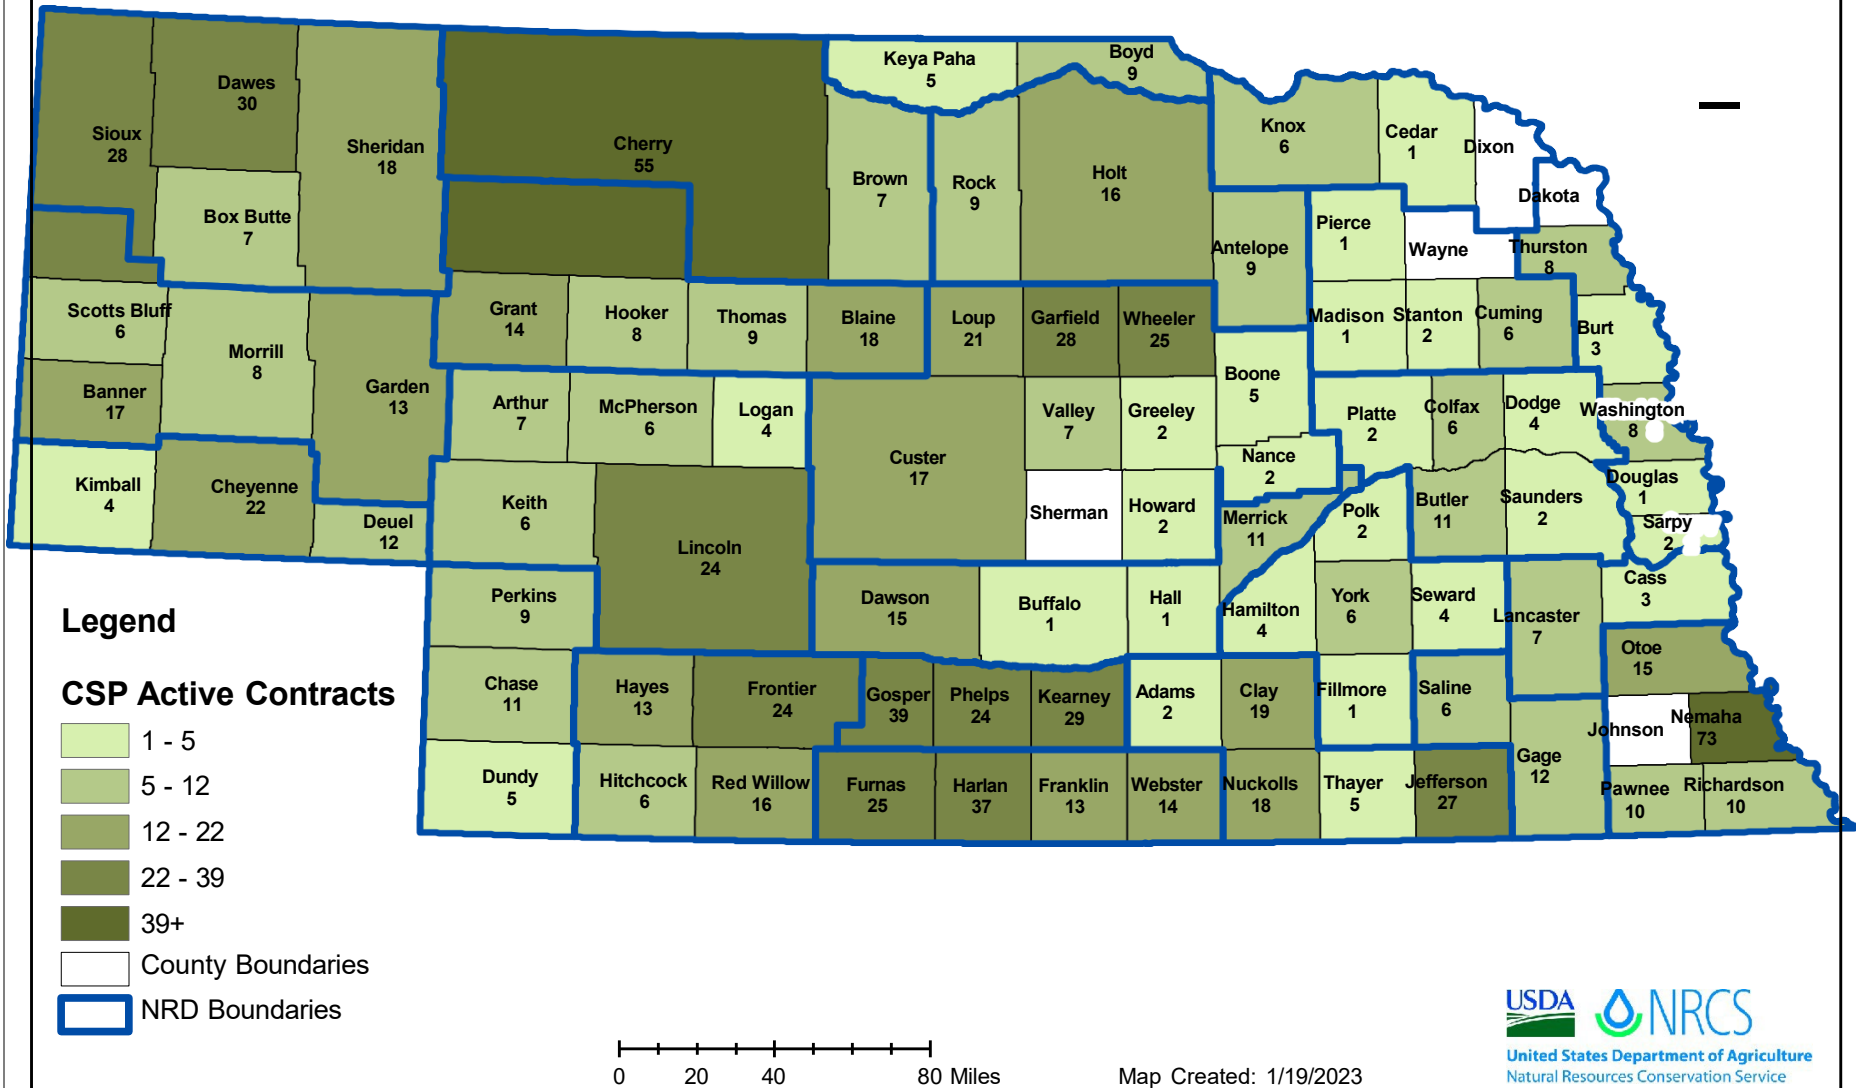 Keya Paha
5
Boyd
9
Dawes
30
Sioux
28
Sheridan
18
Cherry
55
Knox
6
Cedar
1
Dixon
Dakota
Box Butte
7
Brown
7
Rock
9
Holt
16
Antelope
9
Pierce
1
Wayne
Thurston
8
Scotts Bluff
6
Morrill
8
Grant
14
Hooker
8
Thomas
9
Blaine
18
Loup
21
Garfield
28
Wheeler
25
Madison
1
Stanton
2
Cuming
6
Burt
3
Banner
17
Garden
13
Arthur
7
McPherson
6
Logan
4
Custer
17
Valley
7
Greeley
2
Boone
5
Platte
2
Colfax
6
Dodge
4
Washington
8
Kimball
4
Cheyenne
22
Deuel
12
Keith
6
Lincoln
24
Sherman
Howard
2
Nance
2
Merrick
11
Polk
2
Butler
11
Saunders
2
Douglas
1
Sarpy
2
Perkins
9
Dawson
15
Buffalo
1
Hall
1
Hamilton
4
York
6
Seward
4
Lancaster
7
Cass
3
Otoe
15
Chase
11
Hayes
13
Frontier
24
Gosper
39
Phelps
24
Kearney
29
Adams
2
Clay
19
Fillmore
1
Saline
6
Johnson
Nemaha
73
Dundy
5
Hitchcock
6
Red Willow
16
Furnas
25
Harlan
37
Franklin
13
Webster
14
Nuckolls
18
Thayer
5
Jefferson
27
Gage
12
Pawnee
10
Richardson
10
Legend
CSP Active Contracts
1 - 5
5 - 12
12 - 22
22 - 39
39+
County Boundaries
NRD Boundaries
0 20 40 80 Miles
Map Created: 1/19/2023
USDA NRCS
United States Department of Agriculture
Natural Resources Conservation Service